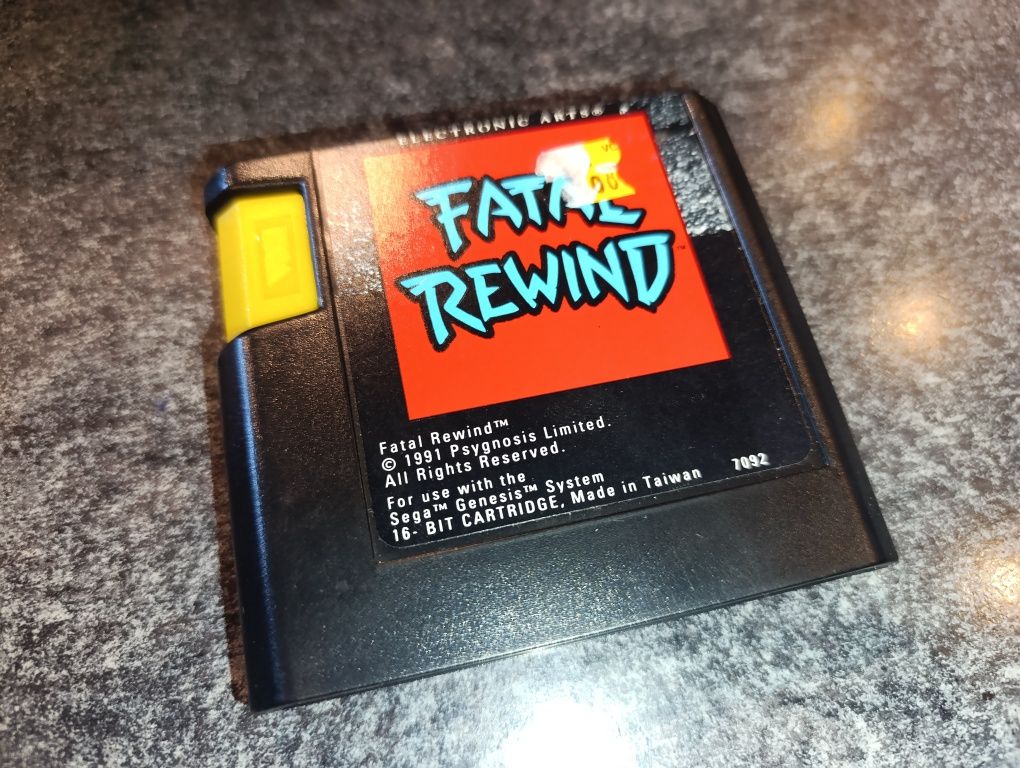 ELECTRONIC ARTS®
FATAL
REWIND™
Fatal Rewind™
© 1991 Psygnosis Limited.
All Rights Reserved.
For use with the
Sega™ Genesis™ System
16- BIT CARTRIDGE, Made in Taiwan 7092